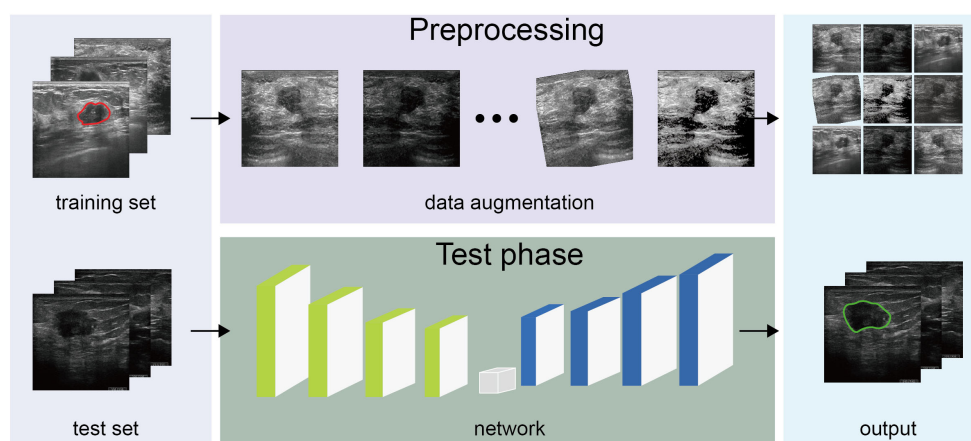 Preprocessing
training set
data augmentation
Test phase
test set
network
output